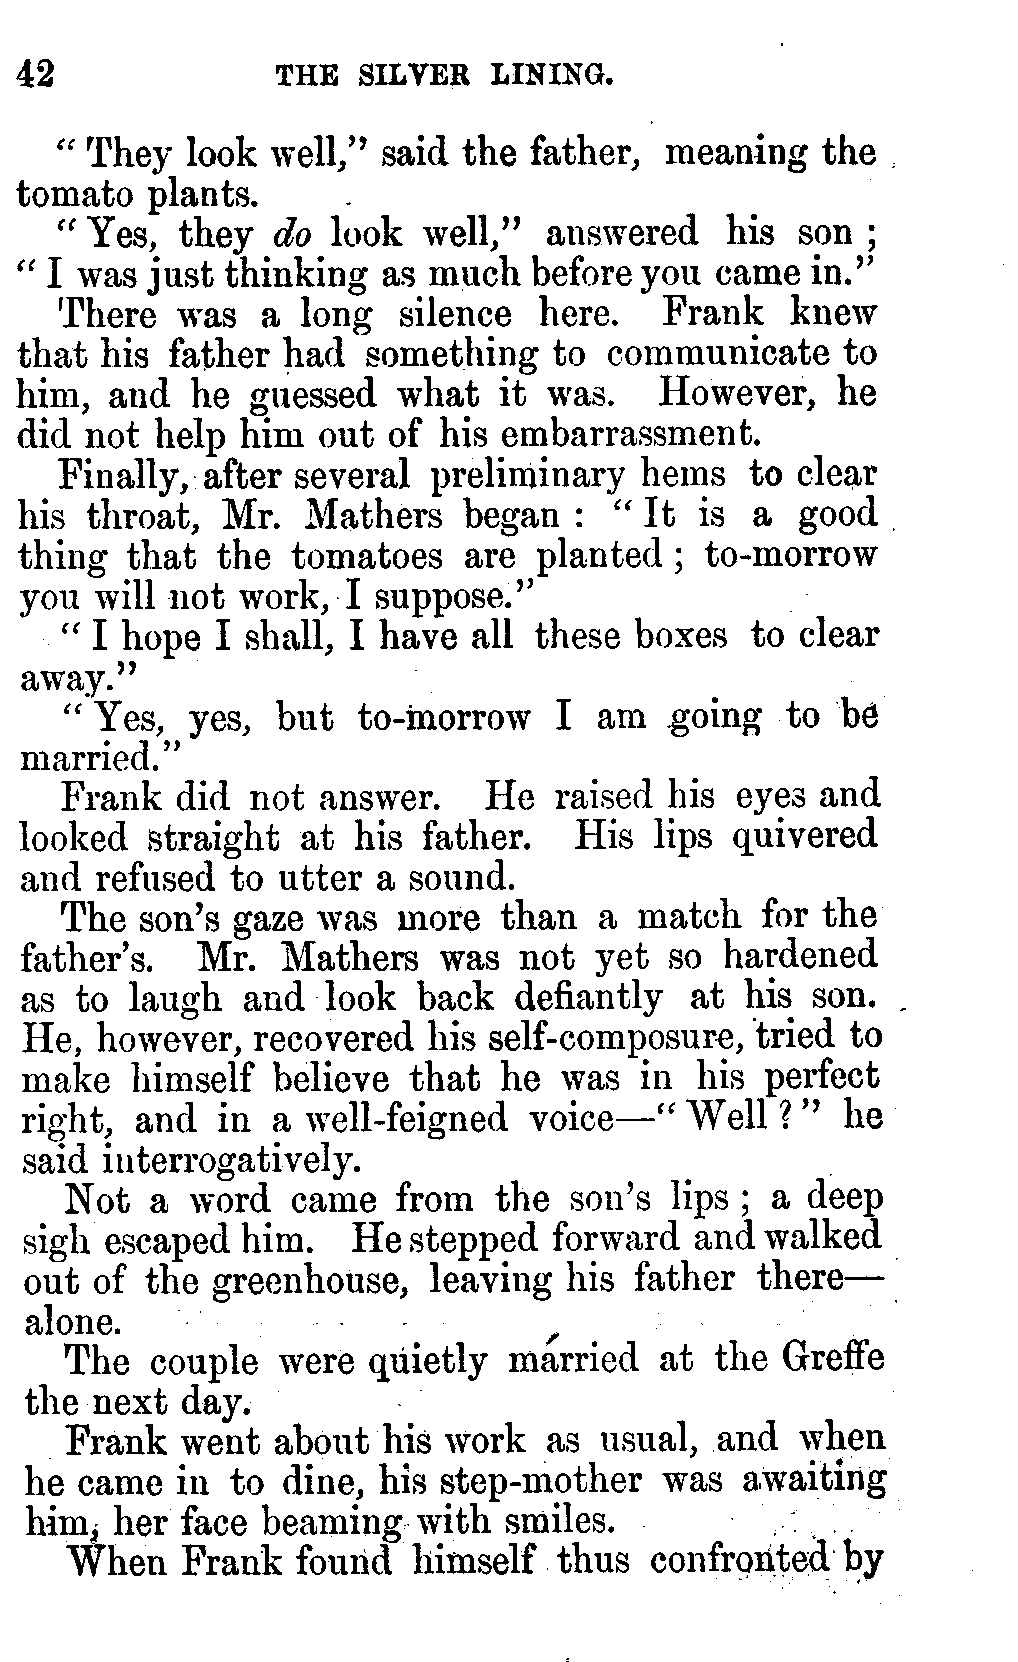 42 THE SILVER LINING.
“ They look well,” said the father, meaning the
tomato plants.
“ Yes, they do look well,” answered his son ;
“ I was just thinking as much before you came in.”
There was a long silence here. Frank knew
that his father had something to communicate to
him, and he guessed what it was. However, he
did not help him out of his embarrassment.
Finally, after several preliminary hems to clear
his throat, Mr. Mathers began : “ It is a good
thing that the tomatoes are planted ; to-morrow
you will not work, I suppose.”
“ I hope I shall, I have all these boxes to clear
away.”
“ Yes, yes, but to-morrow I am going to be
married.”
Frank did not answer. He raised his eyes and
looked straight at his father. His lips quivered
and refused to utter a sound.
The son’s gaze was more than a match for the
father’s. Mr. Mathers was not yet so hardened
as to laugh and look back defiantly at his son.
He, however, recovered his self-composure, tried to
make himself believe that he was in his perfect
right, and in a well-feigned voice—“ Well ? ” he
said interrogatively.
Not a word came from the son’s lips ; a deep
sigh escaped him. He stepped forward and walked
out of the greenhouse, leaving his father there—
alone.
The couple were quietly married at the Greffe
the next day.
Frank went about his work as usual, and when
he came in to dine, his step-mother was awaiting
him, her face beaming with smiles.
When Frank found himself thus confronted by